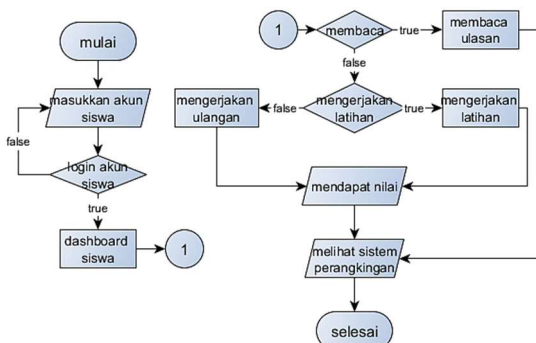 mulai
masukkan akun
siswa
false
login akun
siswa
true
dashboard
siswa
1
1
membaca
true
membaca
ulasan
false
mengerjakan
ulangan
false
mengerjakan
latihan
true
mengerjakan
latihan
mendapat nilai
melihat sistem
perangkingan
selesai